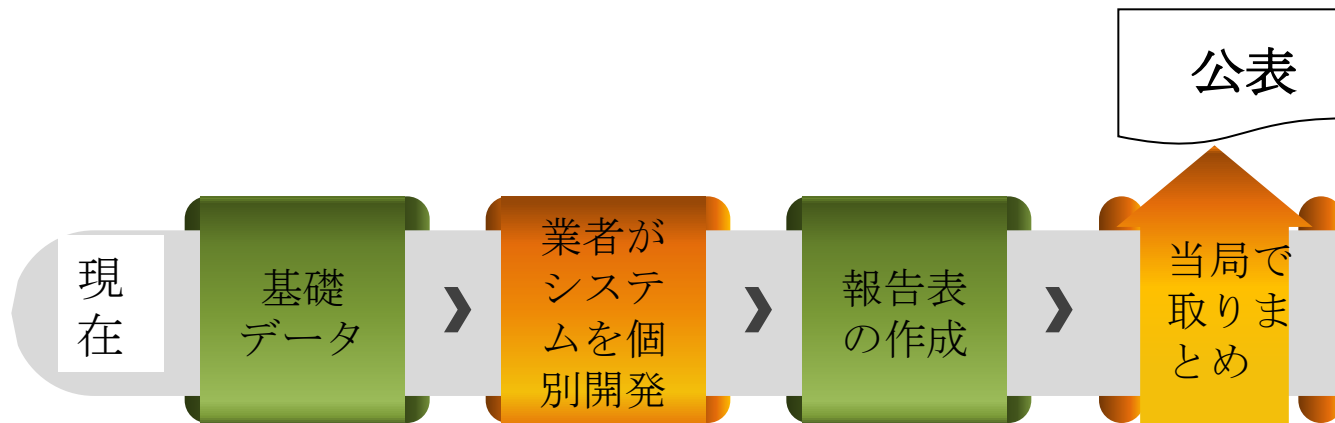 公表
現
在
基礎
データ
業者が
システ
ムを個
別開発
報告表
の作成
当局で
取りま
とめ